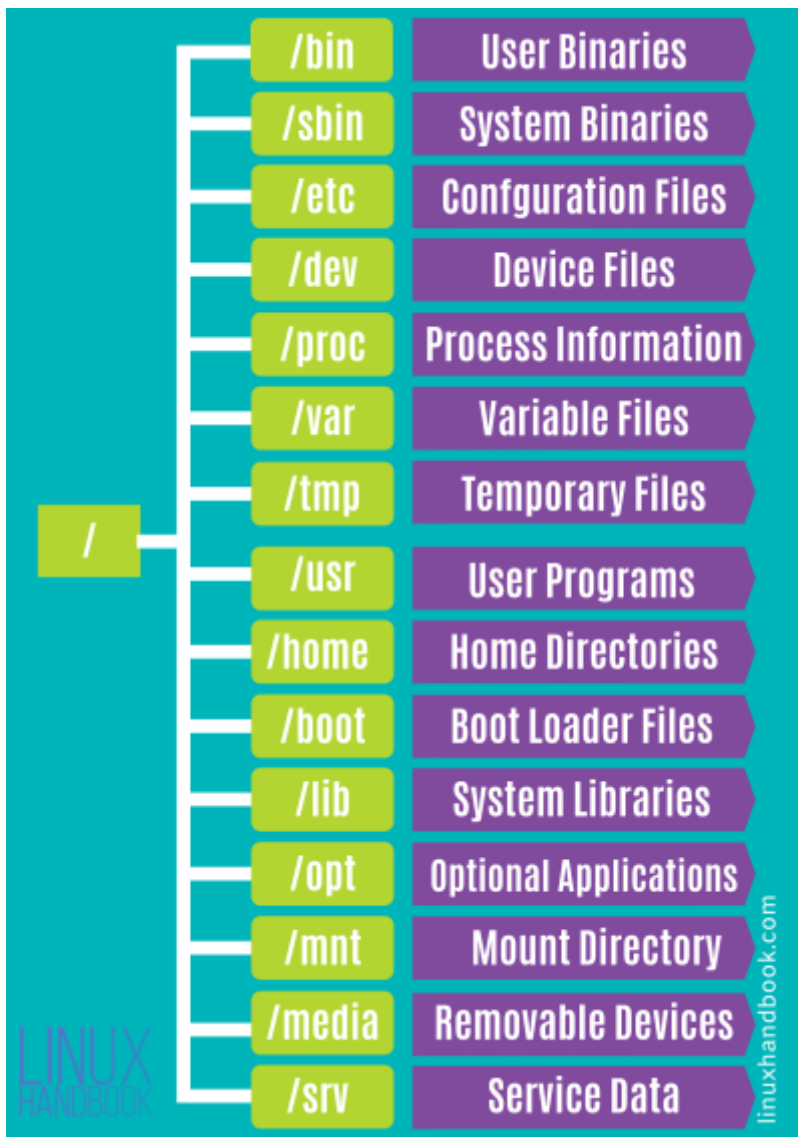 /bin User Binaries
/sbin System Binaries
/etc Confguration Files
/dev Device Files
/proc Process Information
/var Variable Files
/tmp Temporary Files
/
/usr User Programs
/home Home Directories
/boot Boot Loader Files
/lib System Libraries
/opt Optional Applications
/mnt Mount Directory
/media Removable Devices
/srv Service Data
LINUX
HANDBOOK
linuxhandbook.com